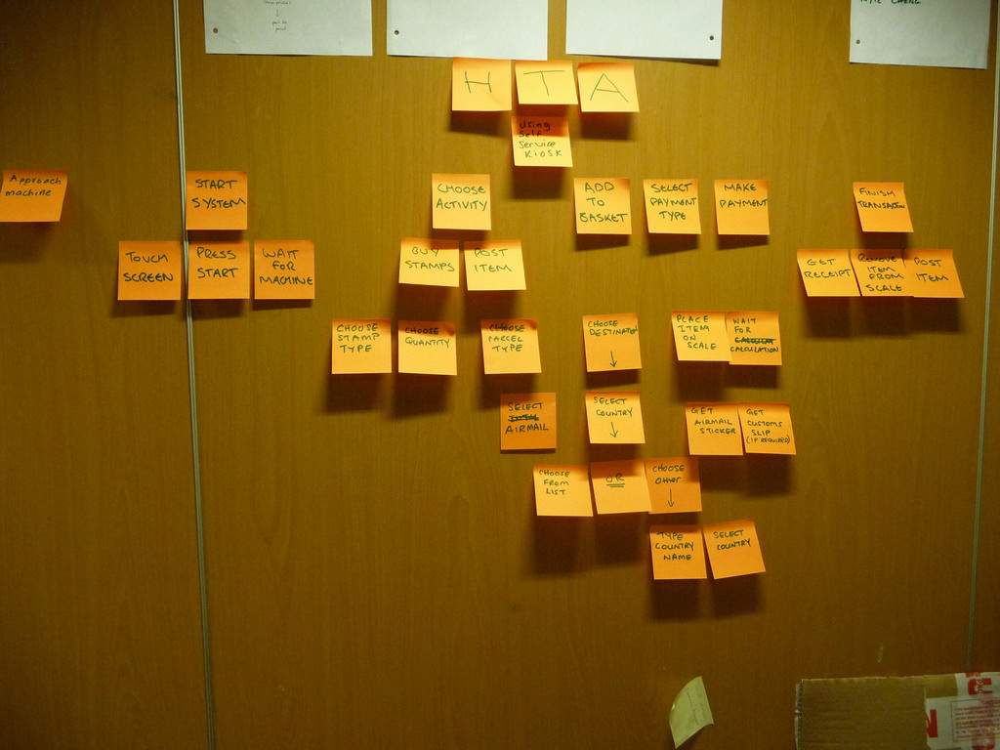 H
T
A
Using
Self
Service
Kiosk
Approach
machine
START
SYSTEM
CHOOSE
ACTIVITY
ADD
TO
BASKET
SELECT
PAYMENT
TYPE
MAKE
PAYMENT
FINISH
TRANSACTION
TOUCH
SCREEN
PRESS
START
WAIT
FOR
MACHINE
BUY
STAMPS
POST
ITEM
GET
RECEIPT
REMOVE
ITEM
FROM
SCALE
POST
ITEM
CHOOSE
STAMP
TYPE
CHOOSE
QUANTITY
CHOOSE
PARCEL
TYPE
CHOOSE
DESTINATION
↓
PLACE
ITEM
ON
SCALE
WAIT
FOR
CALCULATION
SELECT
AIRMAIL
SELECT
COUNTRY
↓
GET
AIRMAIL
STICKER
GET
CUSTOMS
SLIP
(IF REQUIRED)
CHOOSE
FROM
LIST
OR
CHOOSE
OTHER
↓
TYPE
COUNTRY
NAME
SELECT
COUNTRY